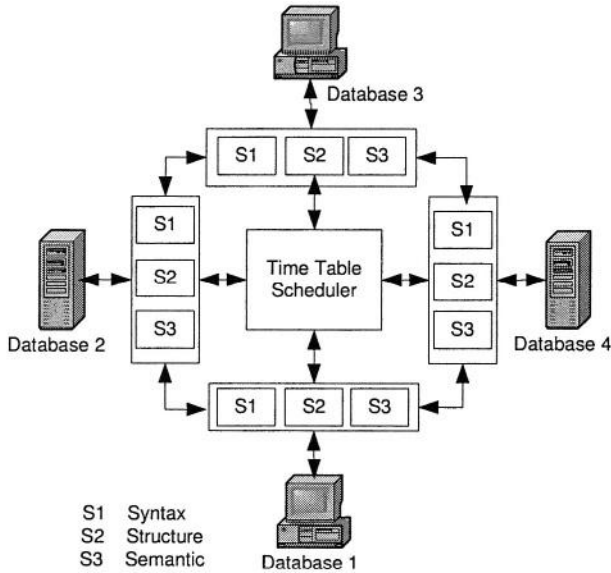 Database 3
S1 S2 S3
S1
S2
S3
Database 2
Time Table
Scheduler
S1
S2
S3
Database 4
S1 S2 S3
S1 Syntax
S2 Structure
S3 Semantic
Database 1